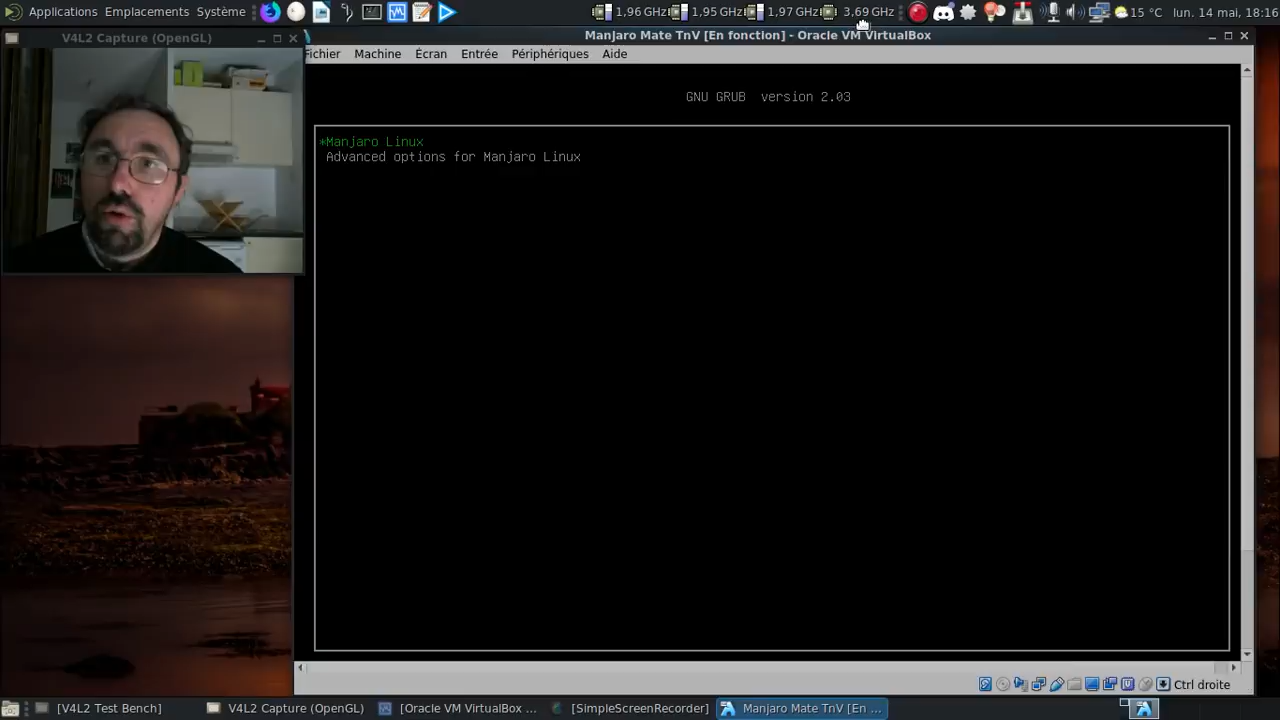 Applications Emplacements Système 1,96 GHz 1,95 GHz 1,97 GHz 3,69 GHz 15 °C lun. 14 mai, 18:16
V4L2 Capture (OpenGL)
Manjaro Mate TnV [En fonction] - Oracle VM VirtualBox
Fichier Machine Écran Entrée Périphériques Aide
GNU GRUB version 2.03
*Manjaro Linux
Advanced options for Manjaro Linux
Ctrl droite
[V4L2 Test Bench] V4L2 Capture (OpenGL) [Oracle VM VirtualBox ... [SimpleScreenRecorder] Manjaro Mate TnV [En ...